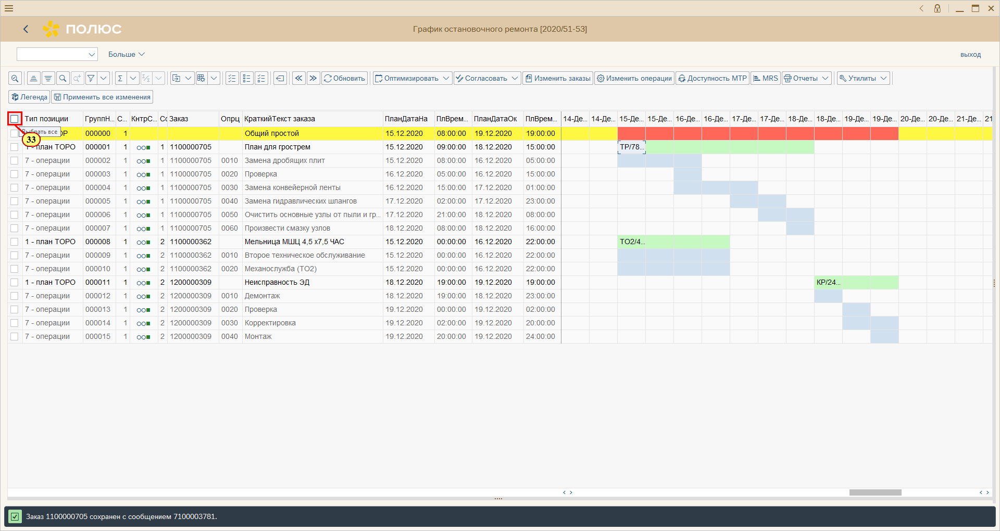 ПОЛЮС
График остановочного ремонта [2020/51-53]
Больше
выход
Обновить Оптимизировать Согласовать Изменить заказы Изменить операции Доступность МТР MRS Отчеты Утилиты
Легенда Применить все изменения
Тип позиции ГруппН... С... КнтрС... Сс Заказ Опрц КраткийТекст заказа ПланДатаНа ПлВрем... ПланДатаОк ПлВрем... 14-Де... 14-Де... 15-Де... 15-Де... 16-Де... 16-Де... 17-Де... 17-Де... 18-Де... 18-Де... 19-Де... 19-Де... 20-Де... 20-Де... 21-Де... 21
Выбрать все
33
000000 1 Общий простой 15.12.2020 08:00:00 19.12.2020 19:00:00
1 - план ТОРО 000001 1 1 1100000705 План для грострем 15.12.2020 09:00:00 18.12.2020 15:00:00 ТР/78...
7 - операции 000002 1 1 1100000705 0010 Замена дробящих плит 15.12.2020 08:00:00 16.12.2020 05:00:00
7 - операции 000003 1 1 1100000705 0020 Проверка 16.12.2020 05:00:00 16.12.2020 15:00:00
7 - операции 000004 1 1 1100000705 0030 Замена конвейерной ленты 16.12.2020 15:00:00 17.12.2020 01:00:00
7 - операции 000005 1 1 1100000705 0040 Замена гидравлических шлангов 17.12.2020 02:00:00 17.12.2020 23:00:00
7 - операции 000006 1 1 1100000705 0050 Очистить основные узлы от пыли и гр... 17.12.2020 21:00:00 18.12.2020 08:00:00
7 - операции 000007 1 1 1100000705 0060 Произвести смазку узлов 18.12.2020 08:00:00 18.12.2020 16:00:00
1 - план ТОРО 000008 1 2 1100000362 Мельница МШЦ 4,5 х7,5 ЧАС 15.12.2020 00:00:00 16.12.2020 22:00:00 ТО2/4...
7 - операции 000009 1 2 1100000362 0010 Второе техническое обслуживание 15.12.2020 00:00:00 16.12.2020 22:00:00
7 - операции 000010 1 2 1100000362 0020 Механослужба (ТО2) 15.12.2020 00:00:00 16.12.2020 22:00:00
1 - план ТОРО 000011 1 2 1200000309 Неисправность ЭД 18.12.2020 19:00:00 19.12.2020 19:00:00 КР/24...
7 - операции 000012 1 2 1200000309 0010 Демонтаж 18.12.2020 19:00:00 18.12.2020 23:00:00
7 - операции 000013 1 2 1200000309 0020 Проверка 19.12.2020 00:00:00 19.12.2020 02:00:00
7 - операции 000014 1 2 1200000309 0030 Корректировка 19.12.2020 02:00:00 19.12.2020 20:00:00
7 - операции 000015 1 2 1200000309 0040 Монтаж 19.12.2020 20:00:00 19.12.2020 24:00:00
Заказ 1100000705 сохранен с сообщением 7100003781.